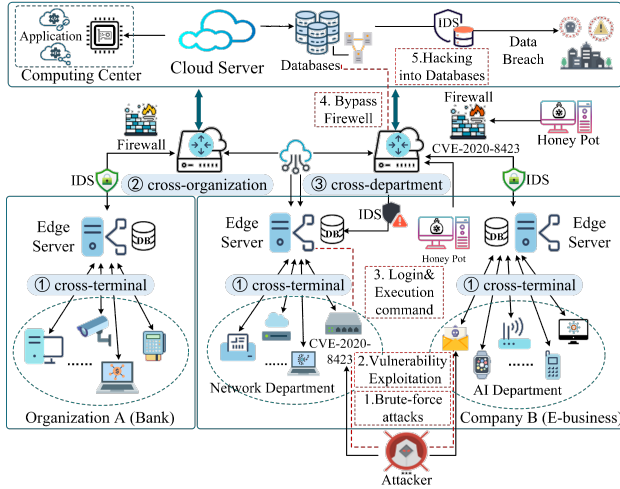 Application
Computing Center
Cloud Server
Databases
IDS
Data
Breach
5.Hacking
into Databases
4. Bypass
Firewell
Firewall
Firewall
Honey Pot
CVE-2020-8423
IDS
② cross-organization
③ cross-department
IDS
IDS
Edge
Server
DB
Edge
Server
DB
Honey Pot
DB
Edge
Server
① cross-terminal
① cross-terminal
3. Login&
Execution
command
① cross-terminal
CVE-2020-
8423
Network Department
2.Vulnerability
Exploitation
1.Brute-force
attacks
AI Department
Organization A (Bank)
Company B (E-business)
Attacker